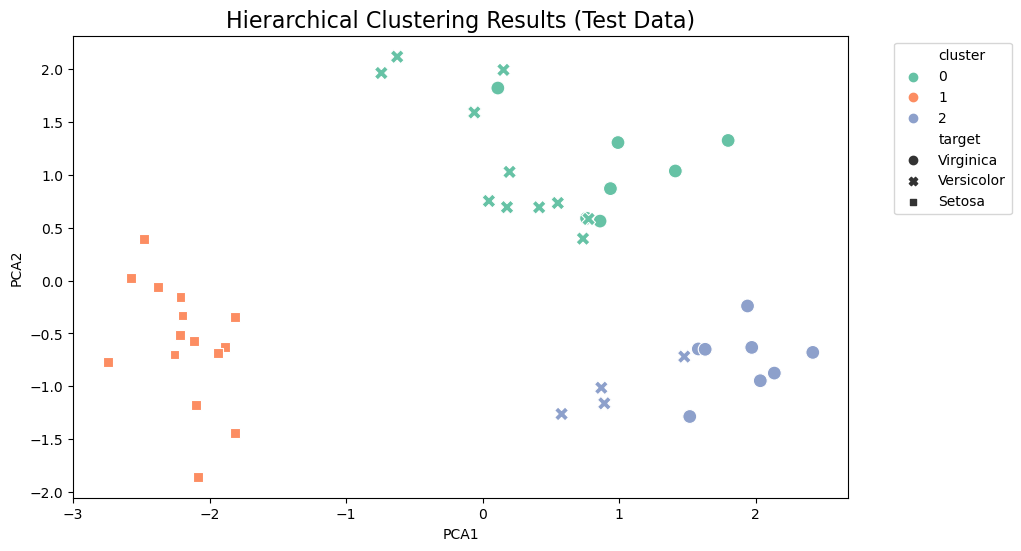 Hierarchical Clustering Results (Test Data)
cluster
0
1
2
target
Virginica
Versicolor
Setosa
2.0
1.5
1.0
0.5
0.0
−0.5
−1.0
−1.5
−2.0
PCA2
−3
−2
−1
0
1
2
PCA1